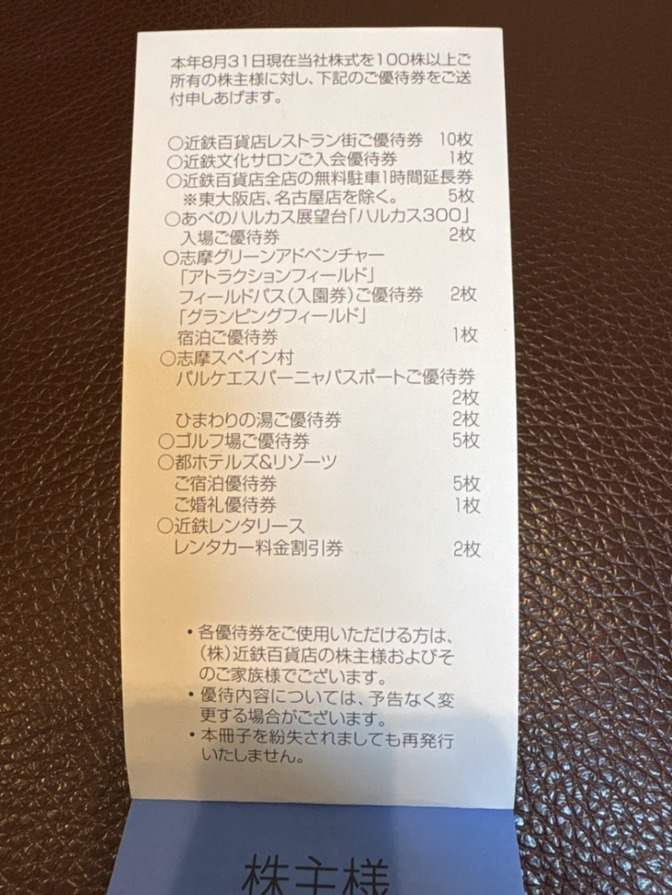 本年8月31日現在当社株式を100株以上ご
所有の株主様に対し、下記のご優待券をご送
付申しあげます。
○近鉄百貨店レストラン街ご優待券 10枚
○近鉄文化サロンご入会優待券 1枚
○近鉄百貨店全店の無料駐車1時間延長券
※東大阪店、名古屋店を除く。 5枚
○あべのハルカス展望台「ハルカス300」
入場ご優待券 2枚
○志摩グリーンアドベンチャー
「アトラクションフィールド」
フィールドパス(入園券)ご優待券 2枚
「グランピングフィールド」
宿泊ご優待券 1枚
○志摩スペイン村
パルケエスパーニャパスポートご優待券
2枚
ひまわりの湯ご優待券 2枚
○ゴルフ場ご優待券 5枚
○都ホテルズ&リゾーツ
ご宿泊優待券 5枚
ご婚礼優待券 1枚
○近鉄レンタリース
レンタカー料金割引券 2枚
・各優待券をご使用いただける方は、
(株)近鉄百貨店の株主様およびそ
のご家族様でございます。
・優待内容については、予告なく変
更する場合がございます。
・本冊子を紛失されましても再発行
いたしません。
株主様